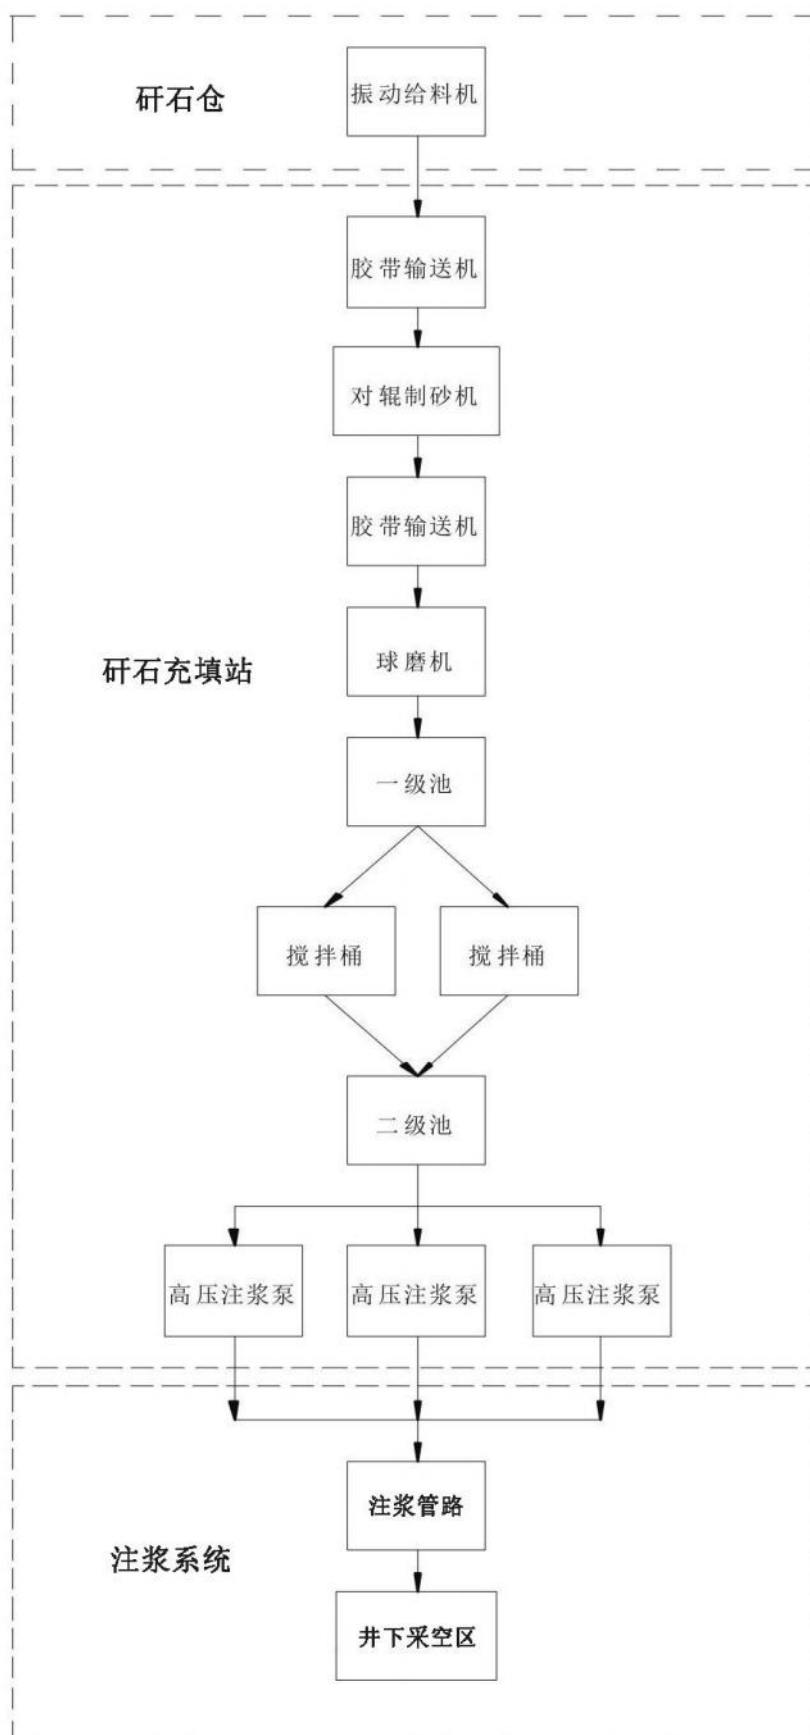 矸石仓
振动给料机
胶带输送机
对辊制砂机
胶带输送机
矸石充填站
球磨机
一级池
搅拌桶
搅拌桶
二级池
高压注浆泵
高压注浆泵
高压注浆泵
注浆管路
注浆系统
井下采空区